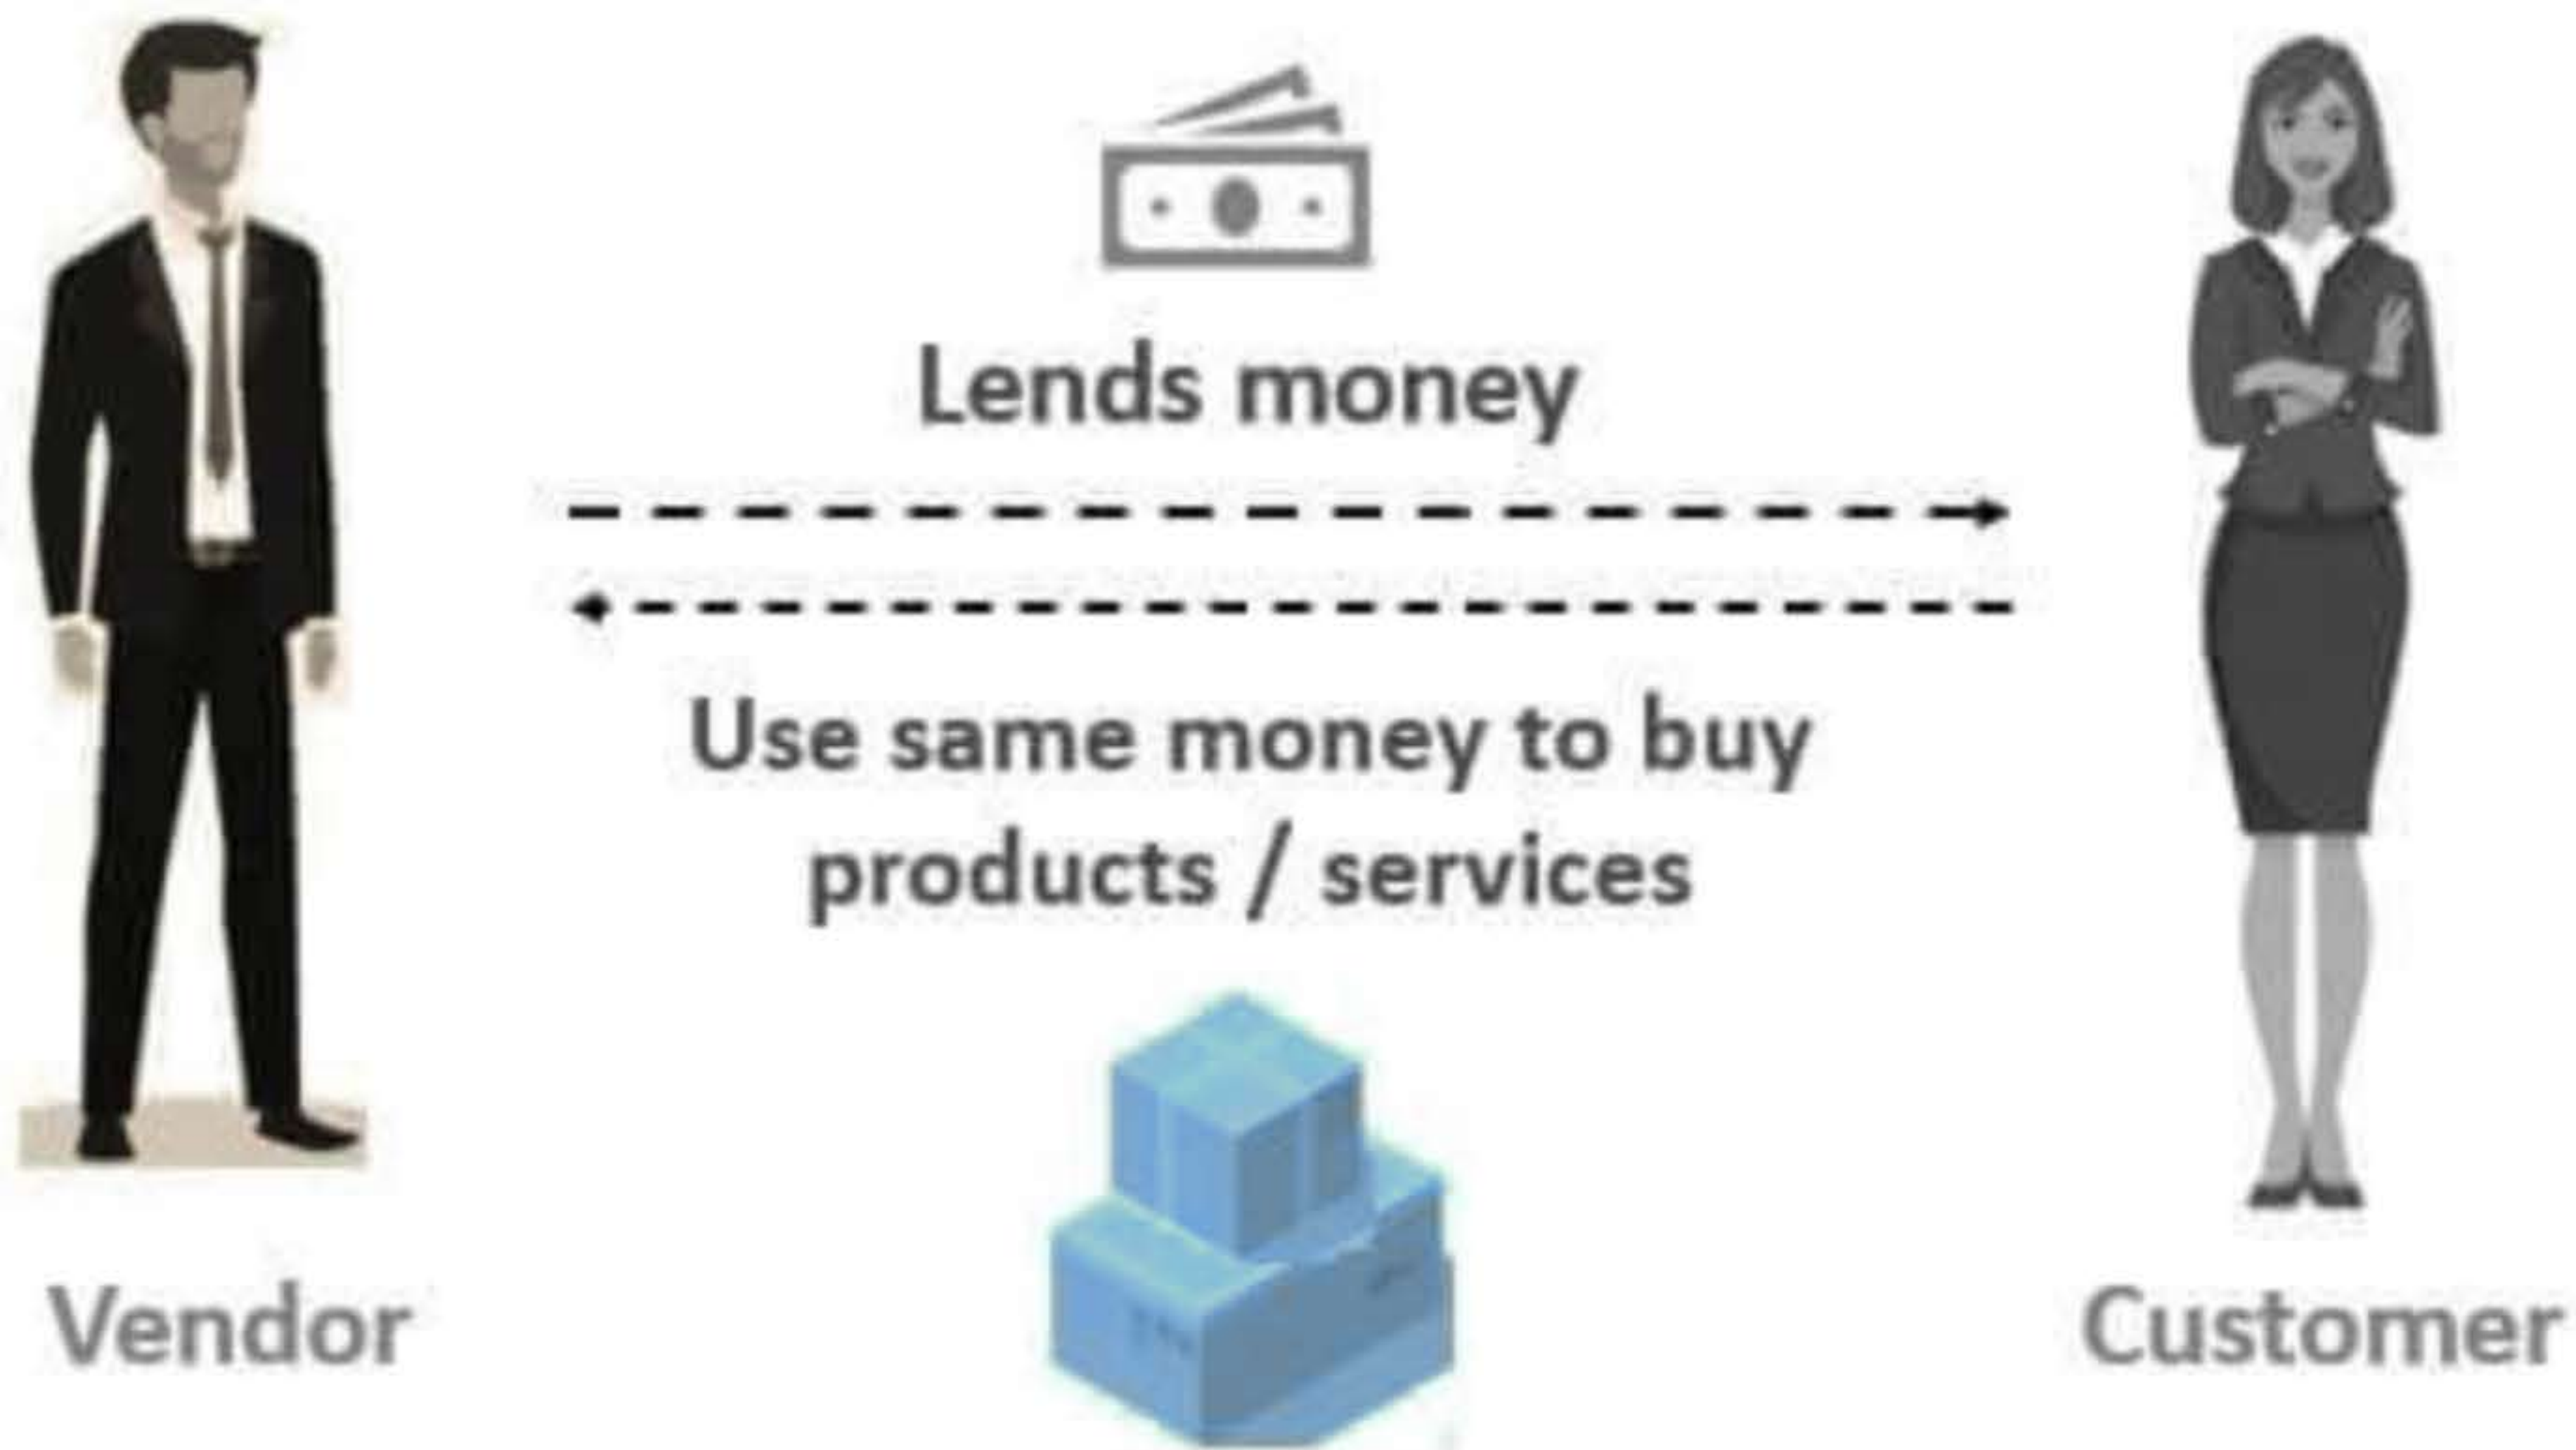 Lends money
Use same money to buy
products / services
Vendor
Customer